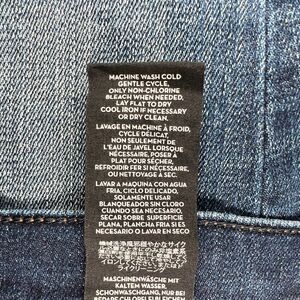 MACHINE WASH COLD
GENTLE CYCLE,
ONLY NON-CHLORINE
BLEACH WHEN NEEDED,
LAY FLAT TO DRY
COOL IRON IF NECESSARY
OR DRY CLEAN.
LAVAGE EN MACHINE À FROID,
CYCLE DÉLICAT,
NON SEULEMENT DE
L'EAU DE JAVEL LORSQUE
NÉCESSAIRE, POSER À
PLAT POUR SÉCHER,
REFROIDIR FER SI NÉCESSAIRE,
OU NETTOYAGE À SEC.
LAVAR A MAQUINA CON AGUA
FRIA, CICLO DELICADO,
SOLAMENTE USAR
BLANQUEADOR SIN CLORO
CUANDO SEA NECESARIO,
SECAR SOBRE SUPERFICIE
PLANA, PLANCHA FRIA SI ES
NECESARIO O LAVAR EN SECO.
MASCHINENWÄSCHE MIT
KALTEM WASSER,
SCHONWASCHGANG, NUR BEI